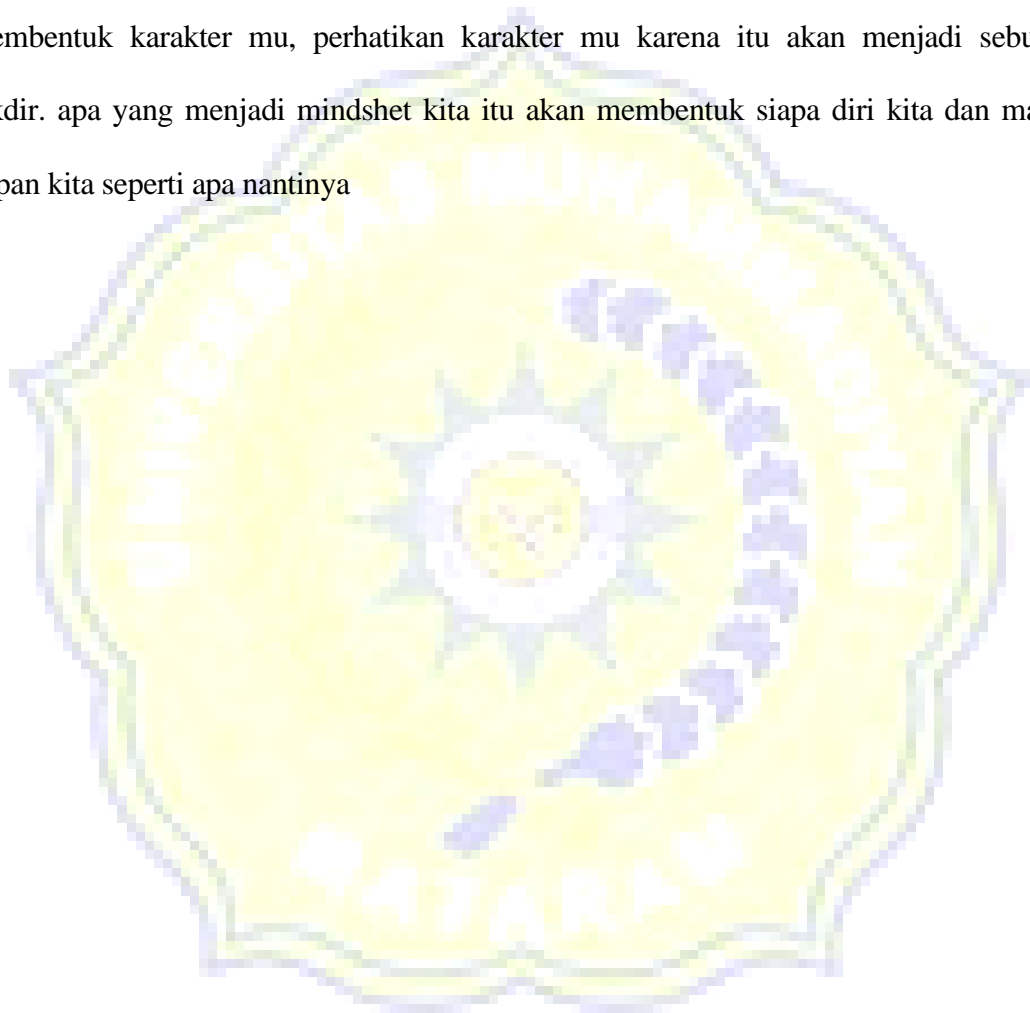 embentuk karakter mu, perhatikan karakter mu karena itu akan menjadi sebu
kdir. apa yang menjadi mindshet kita itu akan membentuk siapa diri kita dan ma
pan kita seperti apa nantinya
UNIVERSITAS MUHAMMADIYAH
MATARAM